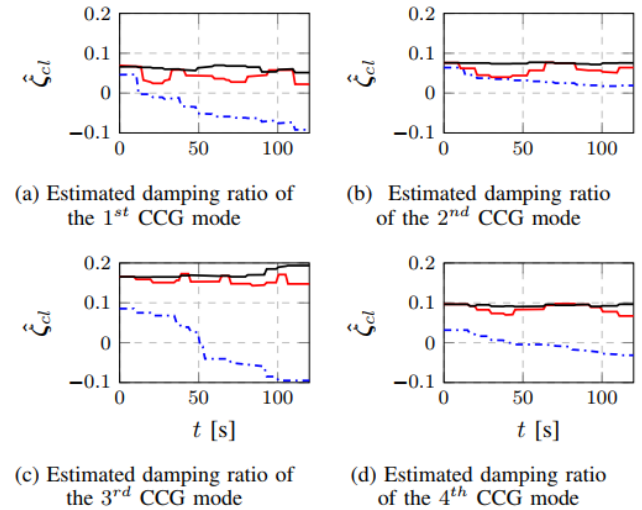 0.2
0.1
0
−0.1
ζ̂cl
0 50 100
(a) Estimated damping ratio of
the 1st CCG mode
0.2
0.1
0
−0.1
ζ̂cl
0 50 100
(b) Estimated damping ratio
of the 2nd CCG mode
0.2
0.1
0
−0.1
ζ̂cl
0 50 100
t [s]
(c) Estimated damping ratio of
the 3rd CCG mode
0.2
0.1
0
−0.1
ζ̂cl
0 50 100
t [s]
(d) Estimated damping ratio
of the 4th CCG mode